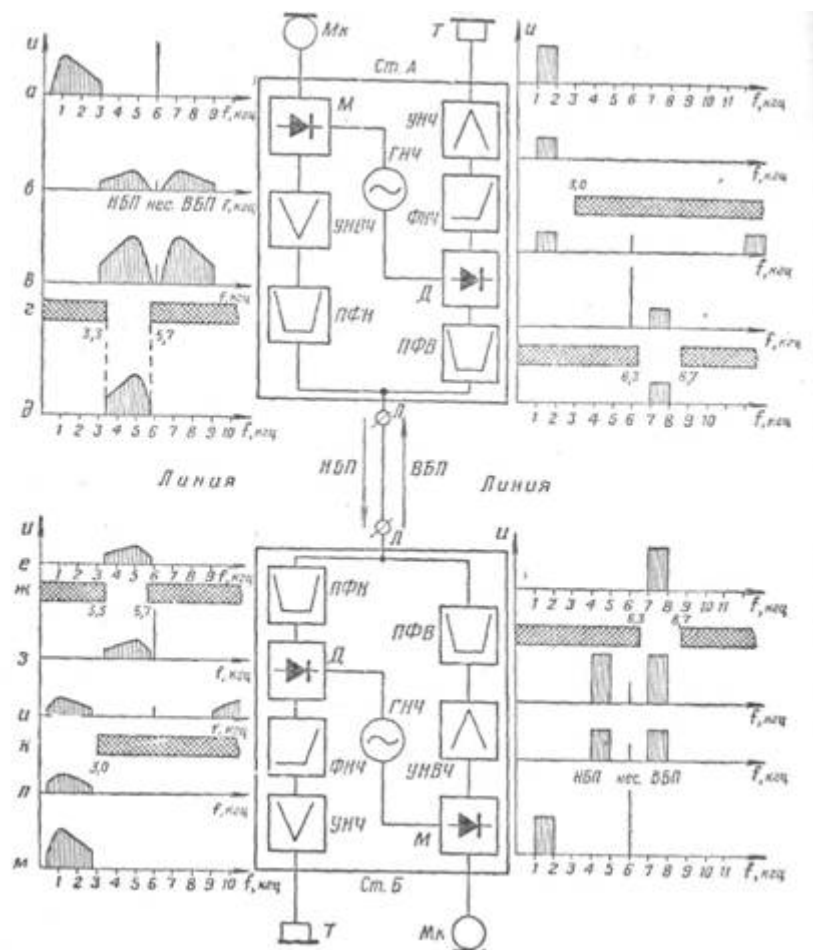 Мк
Т
Ст. А
и
а
1 2 3 4 5 6 7 8 9 f, кгц
М
ГНЧ
УНЧ
и
1 2 3 4 5 6 7 8 9 10 11 f, кгц
f, кгц
б
НБП нес. ВБП f, кгц
УНВЧ
ФНЧ
3,0
f, кгц
в
f, кгц
Д
г
3,3 5,7
ПФН
ПФВ
f, кгц
6,3 8,7
д
1 2 3 4 5 6 7 8 9 10 f, кгц
1 2 3 4 5 6 7 8 9 10 f, кгц
Л
Линия
НБП
ВБП
Линия
Л
и
е
1 2 3 4 5 6 7 8 9 f, кгц
ж
3,3 5,7
ПФН
ПФВ
и
1 2 3 4 5 6 7 8 9 10 11 f, кгц
6,3 8,7
з
f, кгц
Д
ГНЧ
f, кгц
и
f, кгц
к
3,0
ФНЧ
УНВЧ
НБП нес. ВБП f, кгц
л
f, кгц
УНЧ
М
м
1 2 3 4 5 6 7 8 9 10 f, кгц
1 2 3 4 5 6 7 8 9 10 11 f, кгц
Ст. Б
Т
Мк